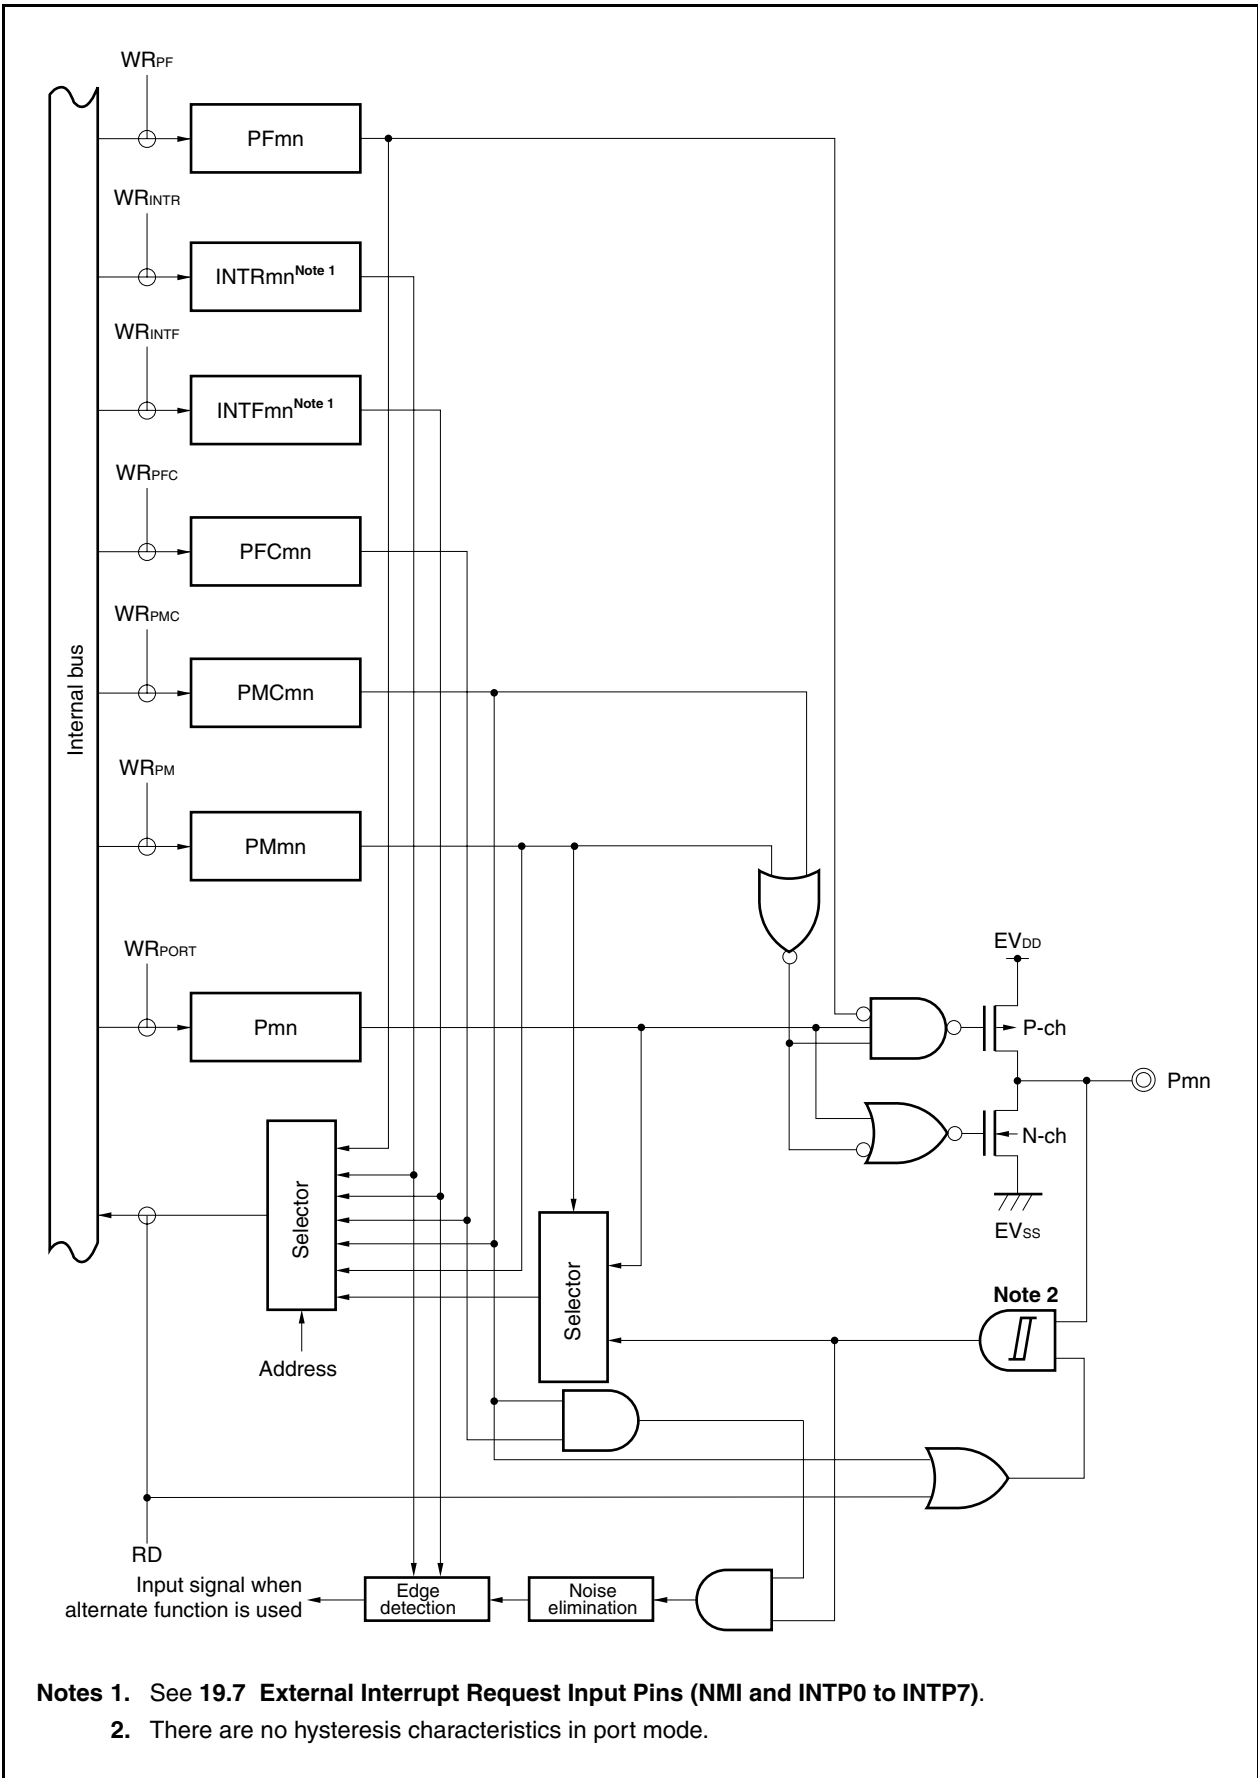 WRPF
PFmn
WRINTR
INTRmnNote 1
WRINTF
INTFmnNote 1
WRPFC
PFCmn
WRPMC
PMCmn
Internal bus
WRPM
PMmn
WRPORT
Pmn
EVDD
P-ch
Pmn
N-ch
EVSS
Selector
Selector
Note 2
Address
RD
Input signal when
alternate function is used
Edge
detection
Noise
elimination
Notes 1. See 19.7 External Interrupt Request Input Pins (NMI and INTP0 to INTP7).
2. There are no hysteresis characteristics in port mode.